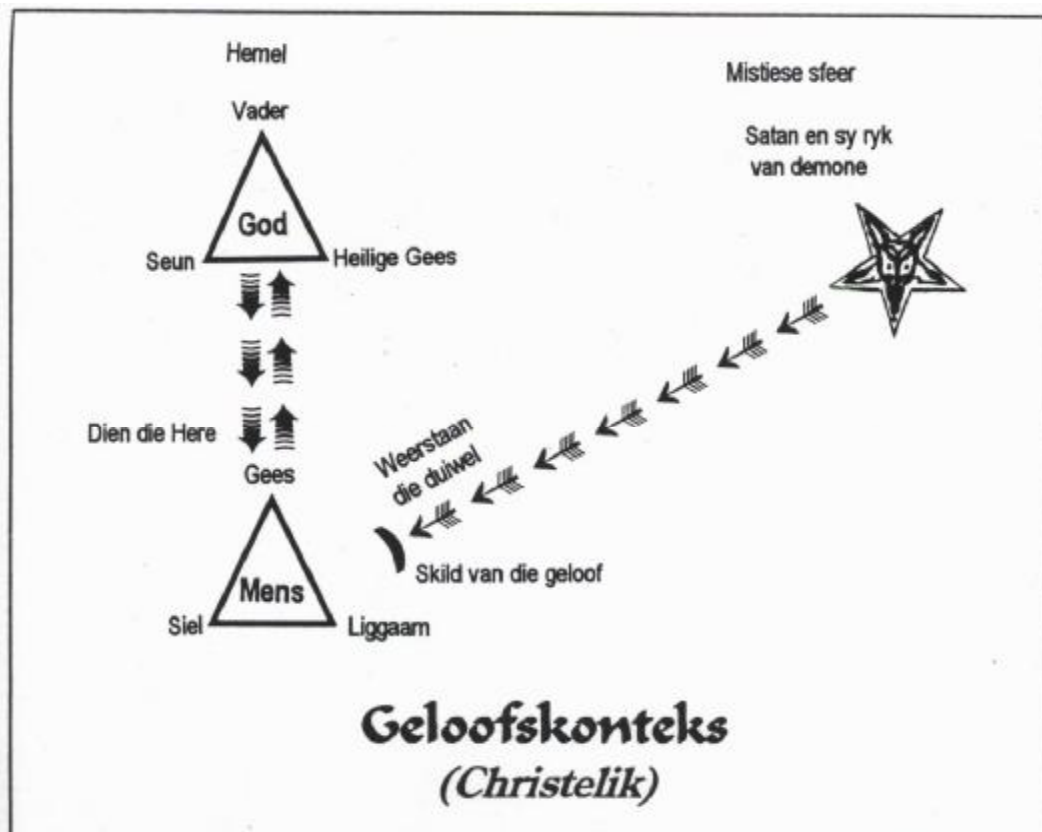 Hemel
Vader
God
Seun
Heilige Gees
Mistiese sfeer
Satan en sy ryk
van demone
Dien die Here
Gees
Weerstaan
die duiwel
Skild van die geloof
Mens
Siel
Liggaam
Geloofskonteks
(Christelik)